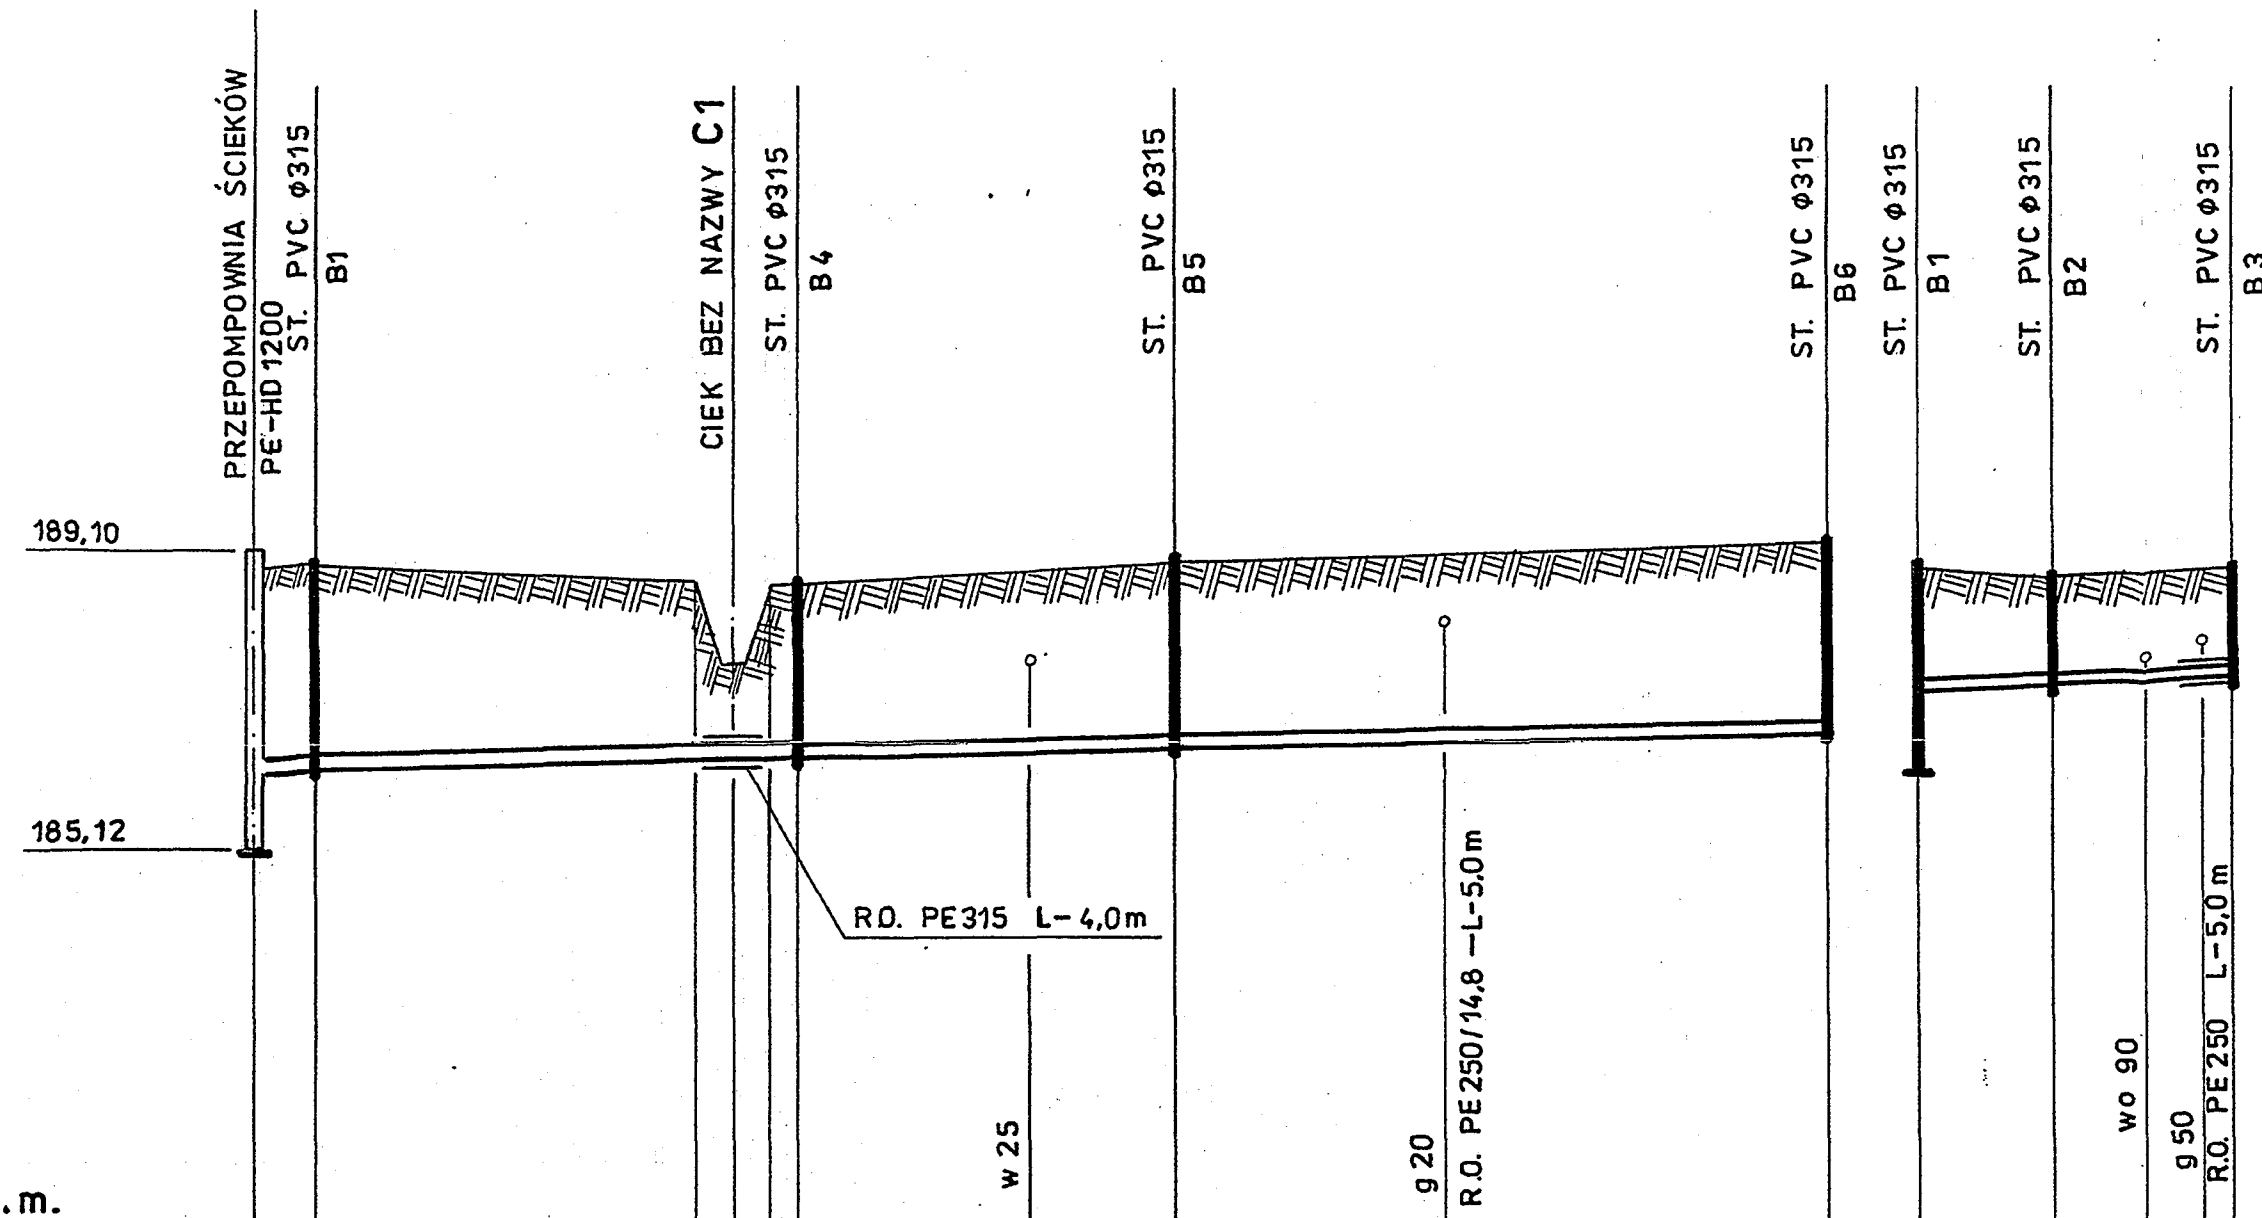 PRZEPOMPOWNIA ŚCIEKÓW
PE-HD 1200
ST. PVC ϕ315
B1
CIEK BEZ NAZWY C1
ST. PVC ϕ315
B4
ST. PVC ϕ315
B5
ST. PVC ϕ315
B6
ST. PVC ϕ315
B1
ST. PVC ϕ315
B2
ST. PVC ϕ315
B3
189,10
185,12
R.O. PE315 L-4,0m
w 25
g 20
R.O. PE 250/14,8 -L-5,0m
wo 90
g 50
R.O. PE 250 L-5,0 m
.m.